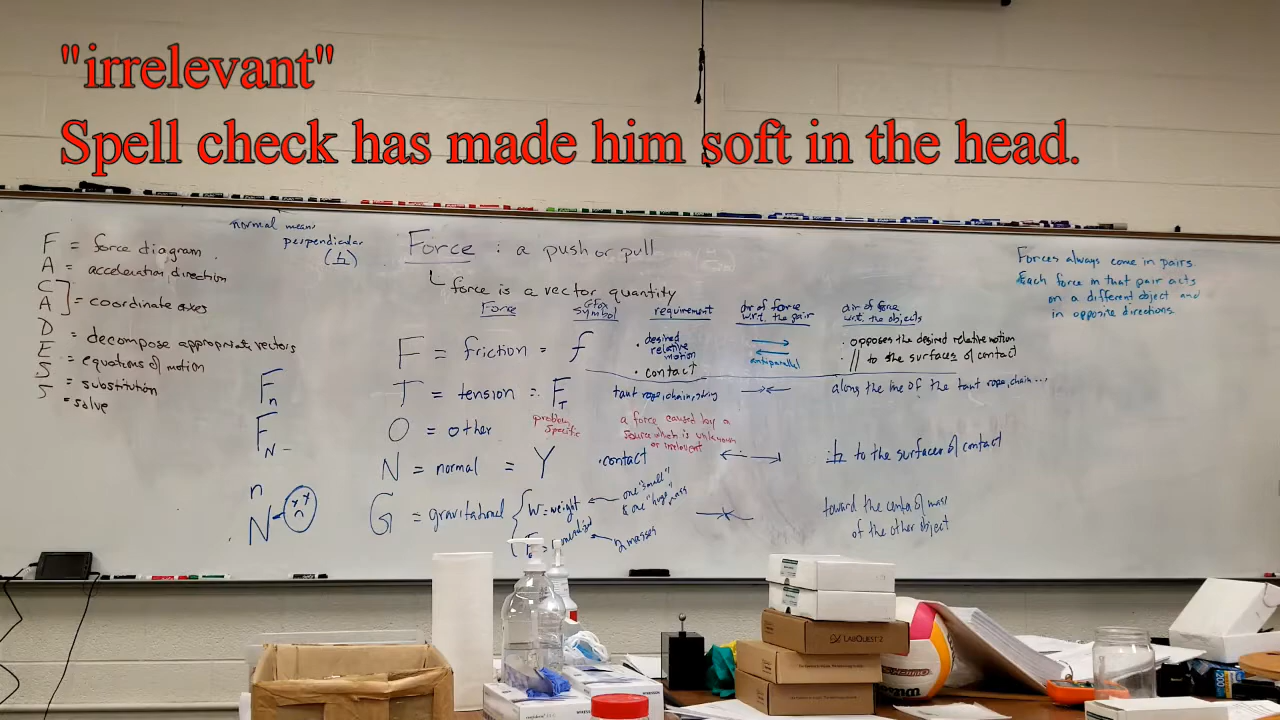 "irrelevant"
Spell check has made him soft in the head.
normal means
perpendicular
(⊥)
F = force diagram
A = acceleration direction
C
A = coordinate axes
D = decompose appropriate vectors
E = equations of motion
S = substitution
S = solve
Fn
FN
n
N
Force : a push or pull
force is a vector quantity
Force
symbol
requirement
dir of force
w.r.t. the pair
dir of force
w.r.t. the objects
F = friction = f
· desired
relative
motion
· contact
antiparallel
· opposes the desired relative motion
· // to the surfaces of contact
T = tension = FT
taut rope, chain, string
along the line of the taut rope, chain...
O = other
problem
specific
a force caused by a
source which is unknown
or irrelevent
N = normal = Y
· contact
⊥ to the surfaces of contact
G = gravitational
W = weight
one "small"
& one "huge" mass
2 masses
toward the center of mass
of the other object
Forces always come in pairs.
Each force in that pair acts
on a different object and
in opposite directions.
LABQUEST 2